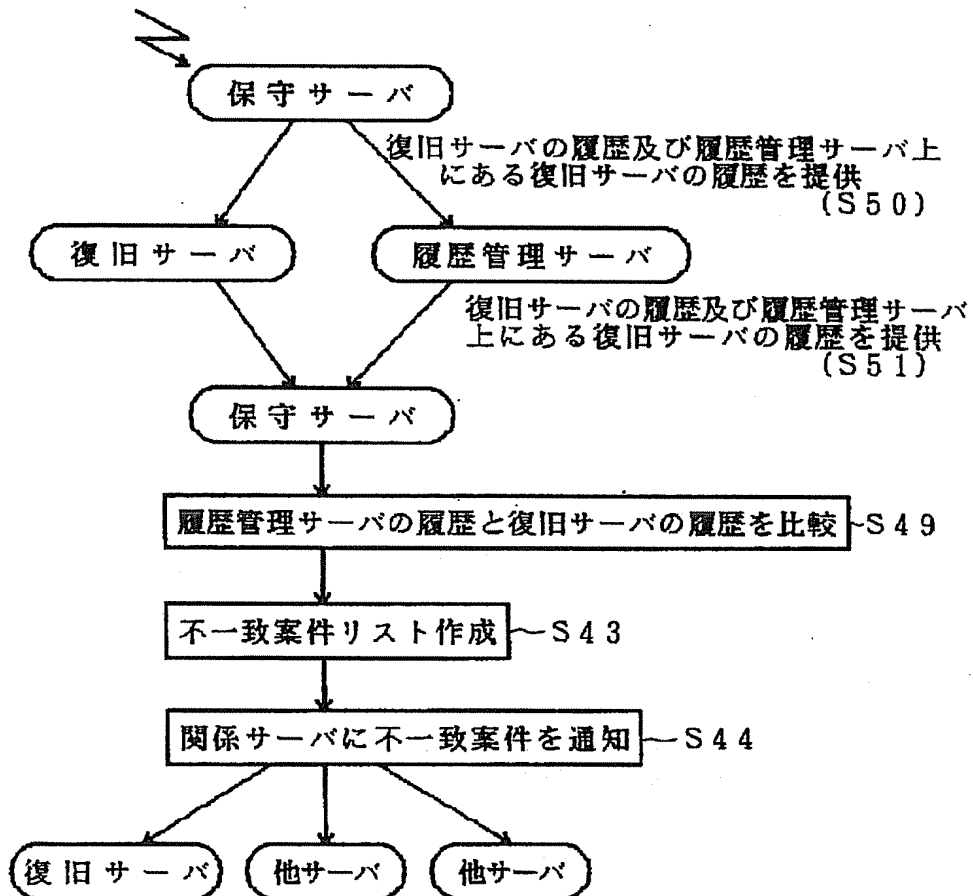 保守サーバ
復旧サーバの履歴及び履歴管理サーバ上
にある復旧サーバの履歴を提供
(S50)
復旧サーバ
履歴管理サーバ
復旧サーバの履歴及び履歴管理サーバ
上にある復旧サーバの履歴を提供
(S51)
保守サーバ
履歴管理サーバの履歴と復旧サーバの履歴を比較
S49
不一致案件リスト作成
S43
関係サーバに不一致案件を通知
S44
復旧サーバ
他サーバ
他サーバ